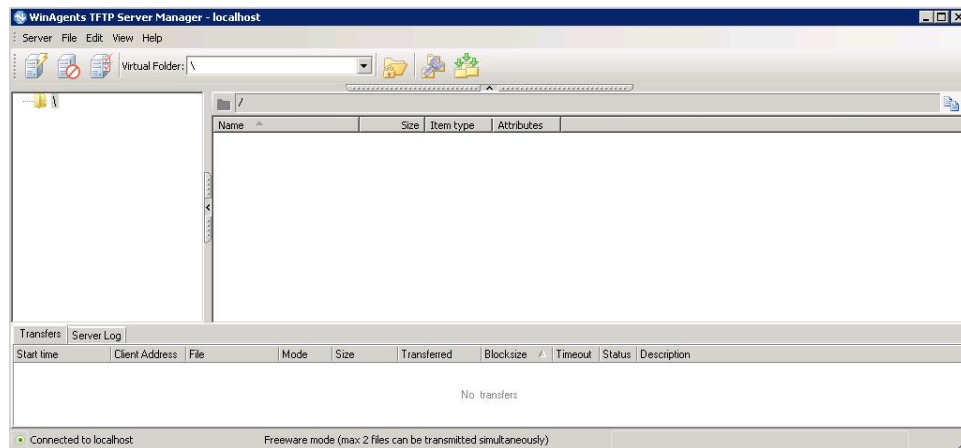 WinAgents TFTP Server Manager - localhost
Server File Edit View Help
Virtual Folder: \
\
/
Name Size Item type Attributes
Transfers Server Log
Start time Client Address File Mode Size Transferred Blocksize Timeout Status Description
No transfers
Connected to localhost Freeware mode (max 2 files can be transmitted simultaneously)